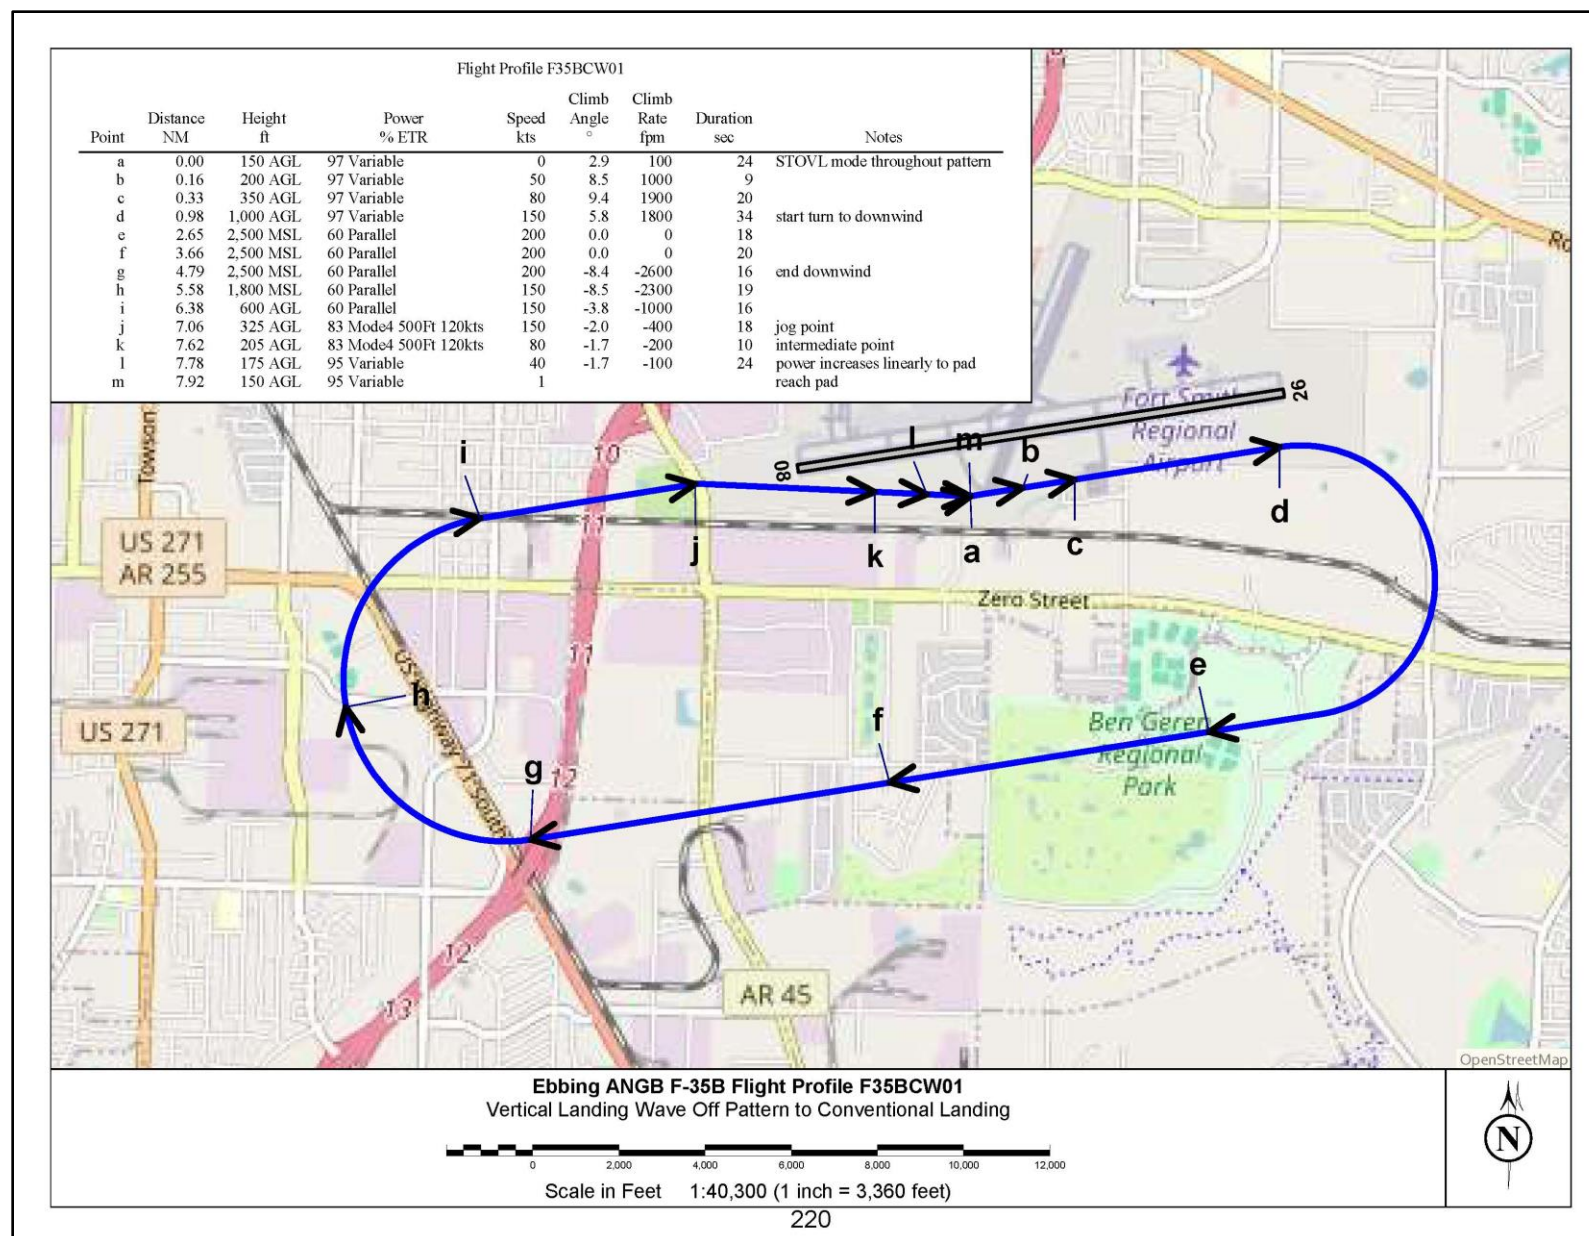 Flight Profile F35BCW01
Climb Climb
Distance Height Power Speed Angle Rate Duration
Point NM ft % ETR kts ° fpm sec Notes
a 0.00 150 AGL 97 Variable 0 2.9 100 24 STOVL mode throughout pattern
b 0.16 200 AGL 97 Variable 50 8.5 1000 9
c 0.33 350 AGL 97 Variable 80 9.4 1900 20
d 0.98 1,000 AGL 97 Variable 150 5.8 1800 34 start turn to downwind
e 2.65 2,500 MSL 60 Parallel 200 0.0 0 18
f 3.66 2,500 MSL 60 Parallel 200 0.0 0 20
g 4.79 2,500 MSL 60 Parallel 200 -8.4 -2600 16 end downwind
h 5.58 1,800 MSL 60 Parallel 150 -8.5 -2300 19
i 6.38 600 AGL 60 Parallel 150 -3.8 -1000 16
j 7.06 325 AGL 83 Mode4 500Ft 120kts 150 -2.0 -400 18 jog point
k 7.62 205 AGL 83 Mode4 500Ft 120kts 80 -1.7 -200 10 intermediate point
l 7.78 175 AGL 95 Variable 40 -1.7 -100 24 power increases linearly to pad
m 7.92 150 AGL 95 Variable 1 reach pad
Ro
26
Fort Smith
Regional
Airport
Towson
08
10
i
l
m
b
d
11
j
k
a
c
US 271
AR 255
Zero Street
11
US Highway 71 South
h
e
f
US 271
Ben Geren
Regional
Park
g
12
12
13
AR 45
OpenStreetMap
Ebbing ANGB F-35B Flight Profile F35BCW01
Vertical Landing Wave Off Pattern to Conventional Landing
0 2,000 4,000 6,000 8,000 10,000 12,000
Scale in Feet 1:40,300 (1 inch = 3,360 feet)
N
220